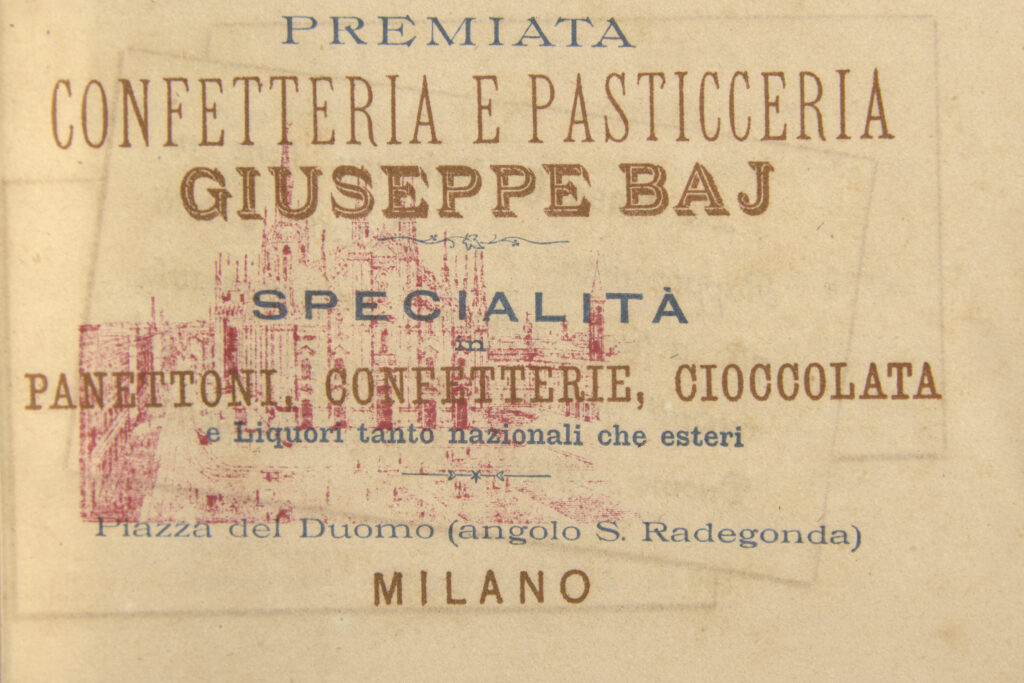 PREMIATA
CONFETTERIA E PASTICCERIA
GIUSEPPE BAJ
SPECIALITÀ
in
PANETTONI, CONFETTERIE, CIOCCOLATA
e Liquori tanto nazionali che esteri
Piazza del Duomo (angolo S. Radegonda)
MILANO